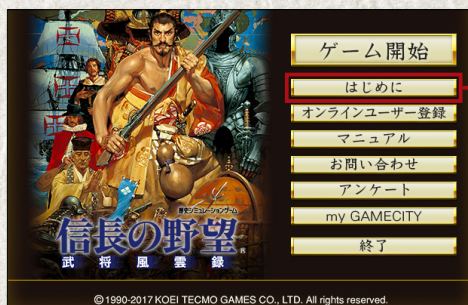 ゲーム開始
はじめに
オンラインユーザー登録
マニュアル
お問い合わせ
アンケート
my GAMECITY
終了
歴史シミュレーションゲーム
信長の野望®
武将風雲録
©1990-2017 KOEI TECMO GAMES CO., LTD. All rights reserved.